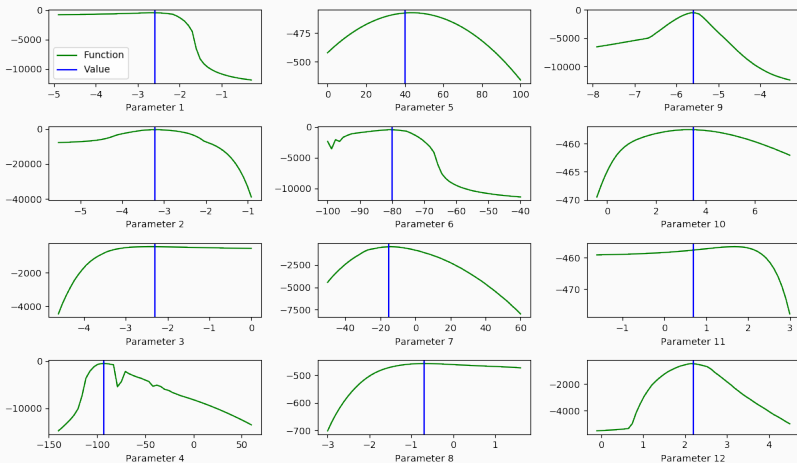 0
−5000
−10000
Function
Value
−5 −4 −3 −2 −1
Parameter 1
−475
−500
0 20 40 60 80 100
Parameter 5
0
−5000
−10000
−8 −7 −6 −5 −4
Parameter 9
0
−20000
−40000
−5 −4 −3 −2 −1
Parameter 2
0
−5000
−10000
−100 −90 −80 −70 −60 −50 −40
Parameter 6
−460
−465
−470
0 2 4 6
Parameter 10
−2000
−4000
−4 −3 −2 −1 0
Parameter 3
−2500
−5000
−7500
−40 −20 0 20 40 60
Parameter 7
−460
−470
−1 0 1 2 3
Parameter 11
0
−10000
−150 −100 −50 0 50
Parameter 4
−500
−600
−700
−3 −2 −1 0 1
Parameter 8
−2000
−4000
0 1 2 3 4
Parameter 12